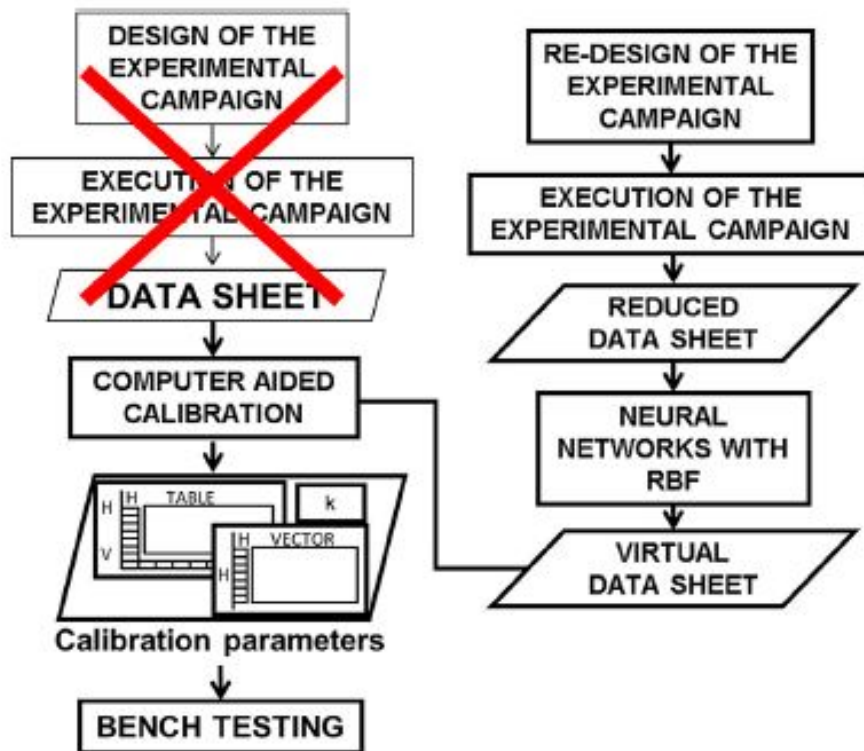 DESIGN OF THE
EXPERIMENTAL
CAMPAIGN
EXECUTION OF THE
EXPERIMENTAL CAMPAIGN
DATA SHEET
COMPUTER AIDED
CALIBRATION
H
H
TABLE
k
V
H
VECTOR
H
Calibration parameters
BENCH TESTING
RE-DESIGN OF THE
EXPERIMENTAL
CAMPAIGN
EXECUTION OF THE
EXPERIMENTAL CAMPAIGN
REDUCED
DATA SHEET
NEURAL
NETWORKS WITH
RBF
VIRTUAL
DATA SHEET